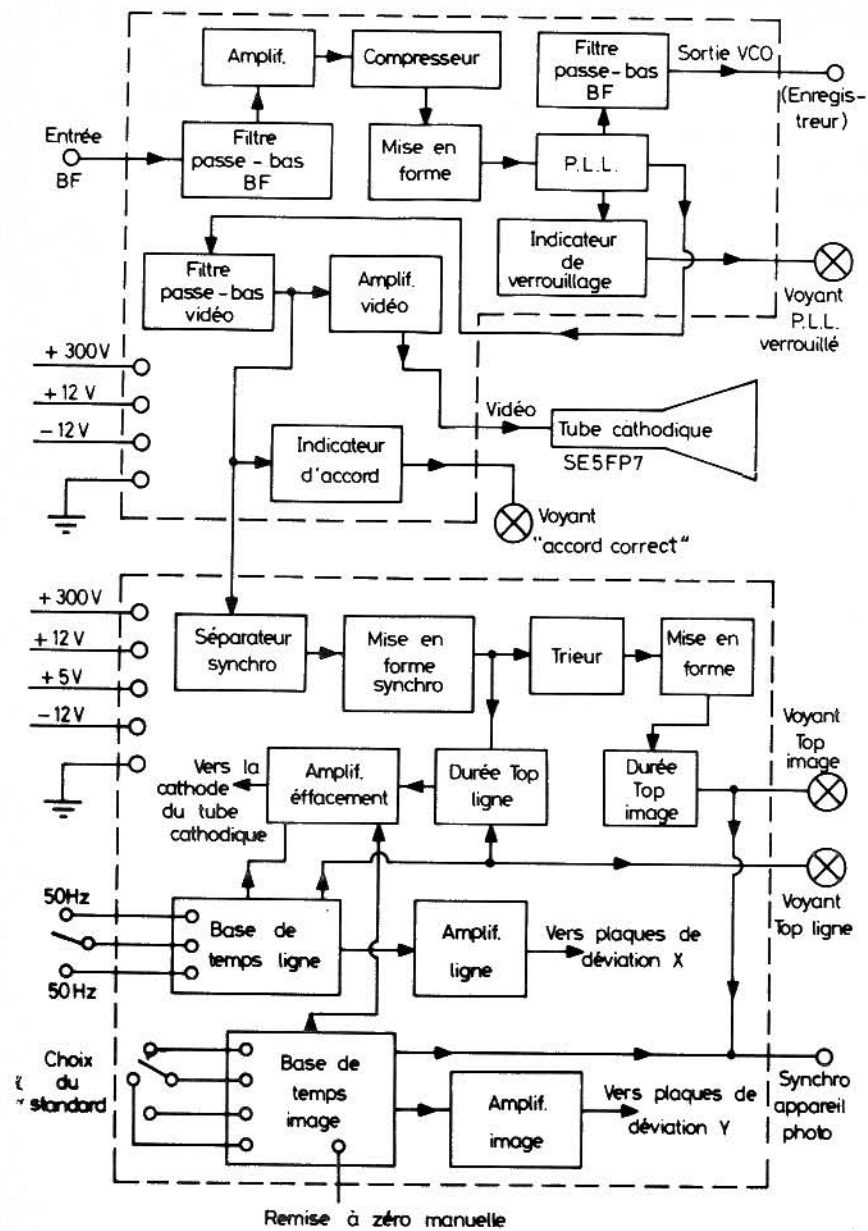 Amplif.
Compresseur
Filtre
passe-bas
BF
Sortie VCO
(Enregis-
treur)
Entrée
BF
Filtre
passe-bas
BF
Mise en
forme
P.L.L.
Indicateur
de
verrouillage
Voyant
P.L.L.
verrouillé
Filtre
passe-bas
vidéo
Amplif.
vidéo
+ 300V
+ 12 V
- 12V
Vidéo
Tube cathodique
SE5FP7
Indicateur
d'accord
Voyant
"accord correct"
+ 300V
+ 12V
+ 5V
- 12V
Séparateur
synchro
Mise en
forme
synchro
Trieur
Mise en
forme
Voyant
Top
image
Vers la
cathode
du tube
cathodique
Amplif.
éffacement
Durée Top
ligne
Durée
Top
image
Voyant
Top ligne
50Hz
50Hz
Base de
temps ligne
Amplif.
ligne
Vers plaques de
déviation X
Choix
du
standard
Base de
temps
image
Amplif.
image
Vers plaques de
déviation Y
Synchro
appareil
photo
Remise à zéro manuelle